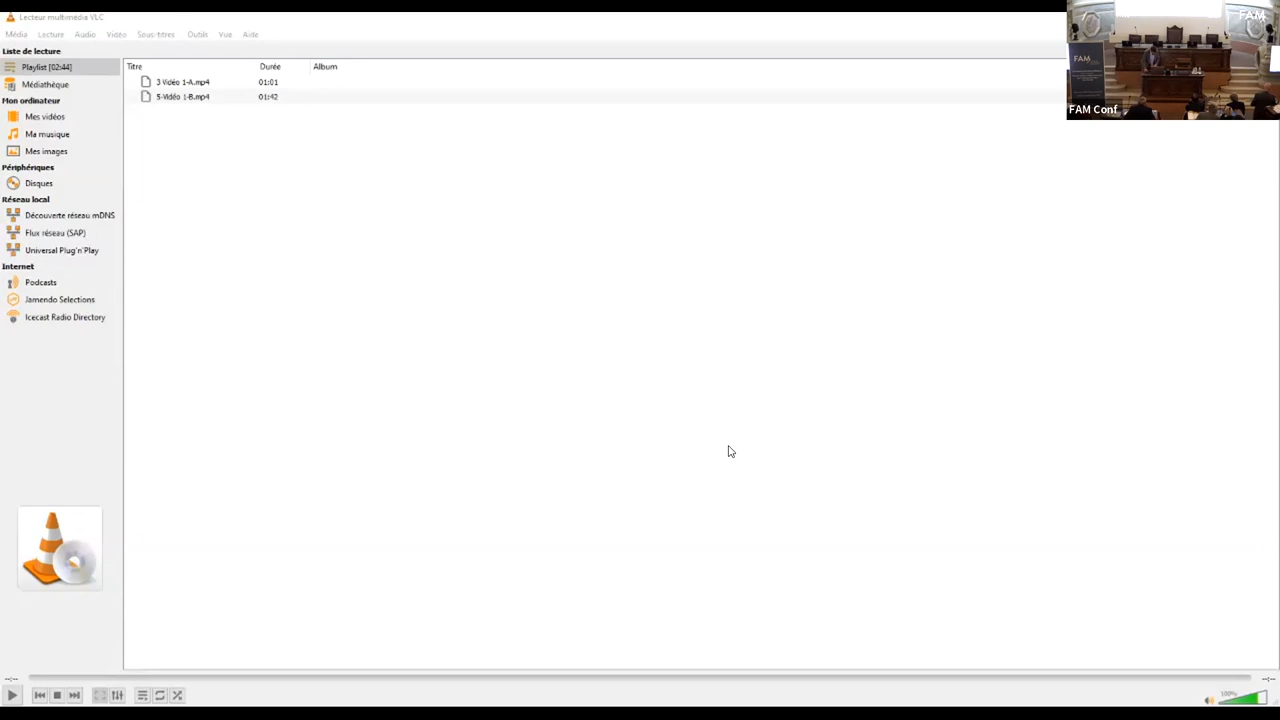 Lecteur multimédia VLC
Média Lecture Audio Vidéo Sous-titres Outils Vue Aide
Liste de lecture
Playlist [02:44]
Médiathèque
Mon ordinateur
Mes vidéos
Ma musique
Mes images
Périphériques
Disques
Réseau local
Découverte réseau mDNS
Flux réseau (SAP)
Universal Plug'n'Play
Internet
Podcasts
Jamendo Selections
Icecast Radio Directory
Titre Durée Album
3 Vidéo 1-A.mp4 01:01
5-Vidéo 1-B.mp4 01:42
FAM
FAM
FAM Conf
--:-- --:--
100%